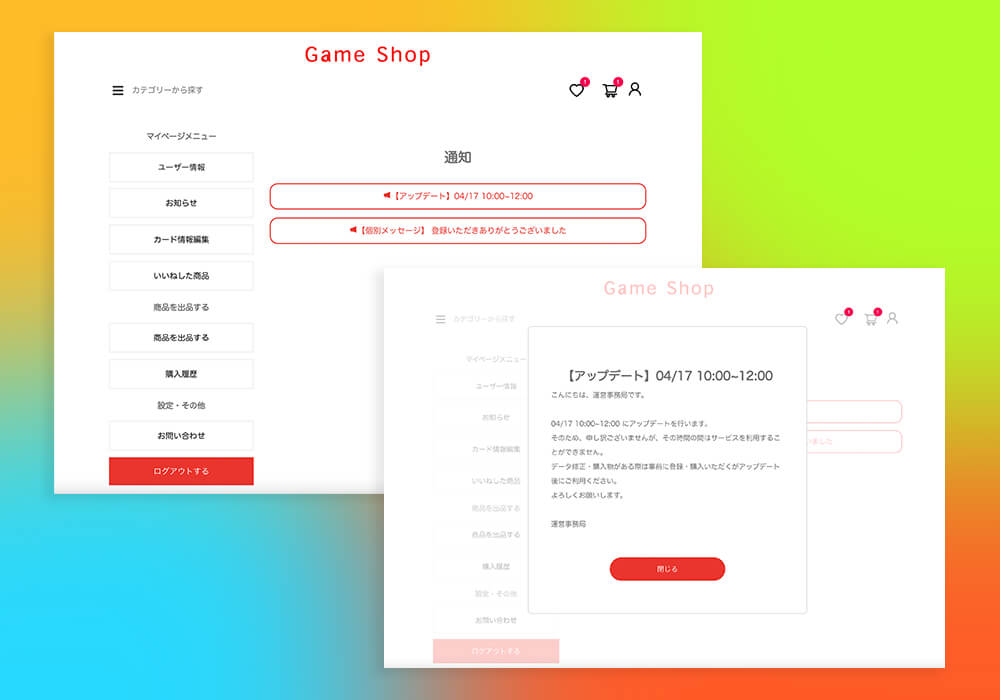 Game Shop
カテゴリーから探す
1
1
マイページメニュー
ユーザー情報
お知らせ
カード情報編集
いいねした商品
商品を出品する
商品を出品する
購入履歴
設定・その他
お問い合わせ
ログアウトする
通知
【アップデート】04/17 10:00~12:00
【個別メッセージ】 登録いただきありがとうございました
Game Shop
カテゴリーから探す
1
1
マイページメニュー
ユーザー情報
お知らせ
カード情報編集
いいねした商品
商品を出品する
商品を出品する
購入履歴
設定・その他
お問い合わせ
ログアウトする
いました
【アップデート】04/17 10:00~12:00
こんにちは、運営事務局です。
04/17 10:00~12:00 にアップデートを行います。
そのため、申し訳ございませんが、その時間の間はサービスを利用するこ
とができません。
データ修正・購入物がある際は事前に登録・購入いただくがアップデート
後にご利用ください。
よろしくお願いします。
運営事務局
閉じる